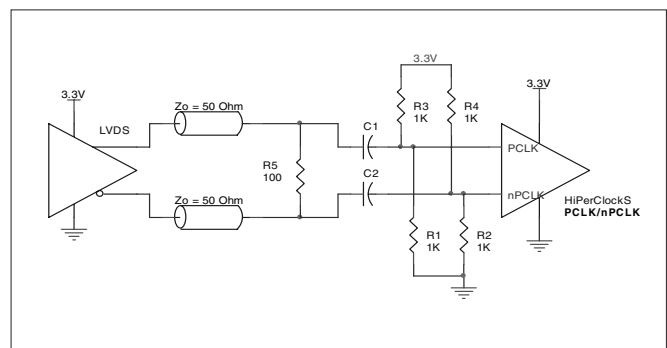 3.3V
LVDS
Zo = 50 Ohm
Zo = 50 Ohm
R5
100
C1
C2
3.3V
R3
1K
R4
1K
R1
1K
R2
1K
3.3V
PCLK
nPCLK
HiPerClockS
PCLK/nPCLK